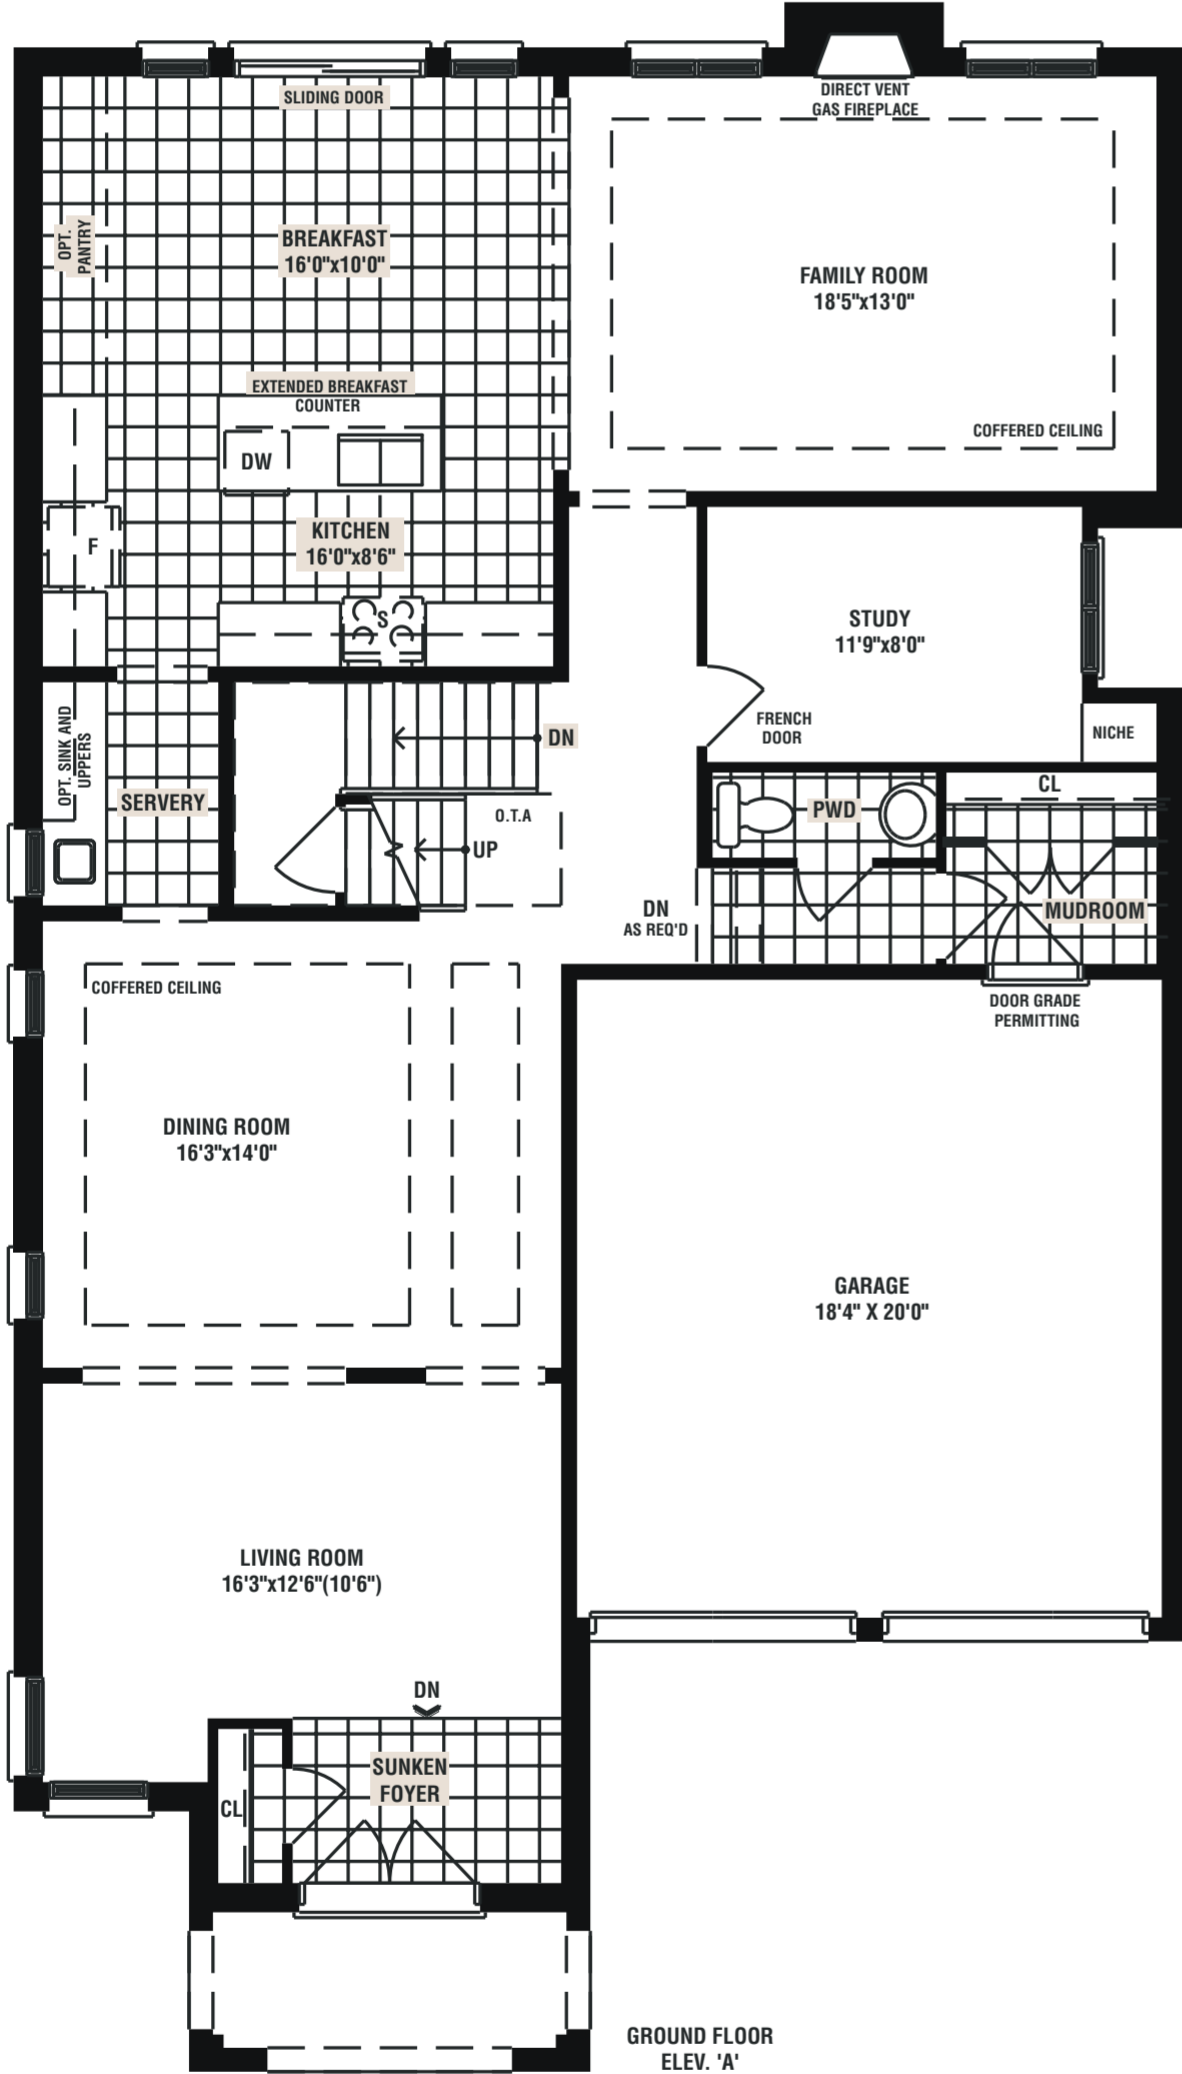 SLIDING DOOR
DIRECT VENT
GAS FIREPLACE
OPT.
PANTRY
BREAKFAST
16'0"x10'0"
FAMILY ROOM
18'5"x13'0"
COFFERED CEILING
EXTENDED BREAKFAST
COUNTER
DW
F
KITCHEN
16'0"x8'6"
S
STUDY
11'9"x8'0"
FRENCH
DOOR
NICHE
OPT. SINK AND
UPPERS
SERVERY
DN
O.T.A
UP
PWD
CL
DN
AS REQ'D
MUDROOM
DOOR GRADE
PERMITTING
COFFERED CEILING
DINING ROOM
16'3"x14'0"
GARAGE
18'4" X 20'0"
LIVING ROOM
16'3"x12'6"(10'6")
DN
SUNKEN
FOYER
CL
GROUND FLOOR
ELEV. 'A'